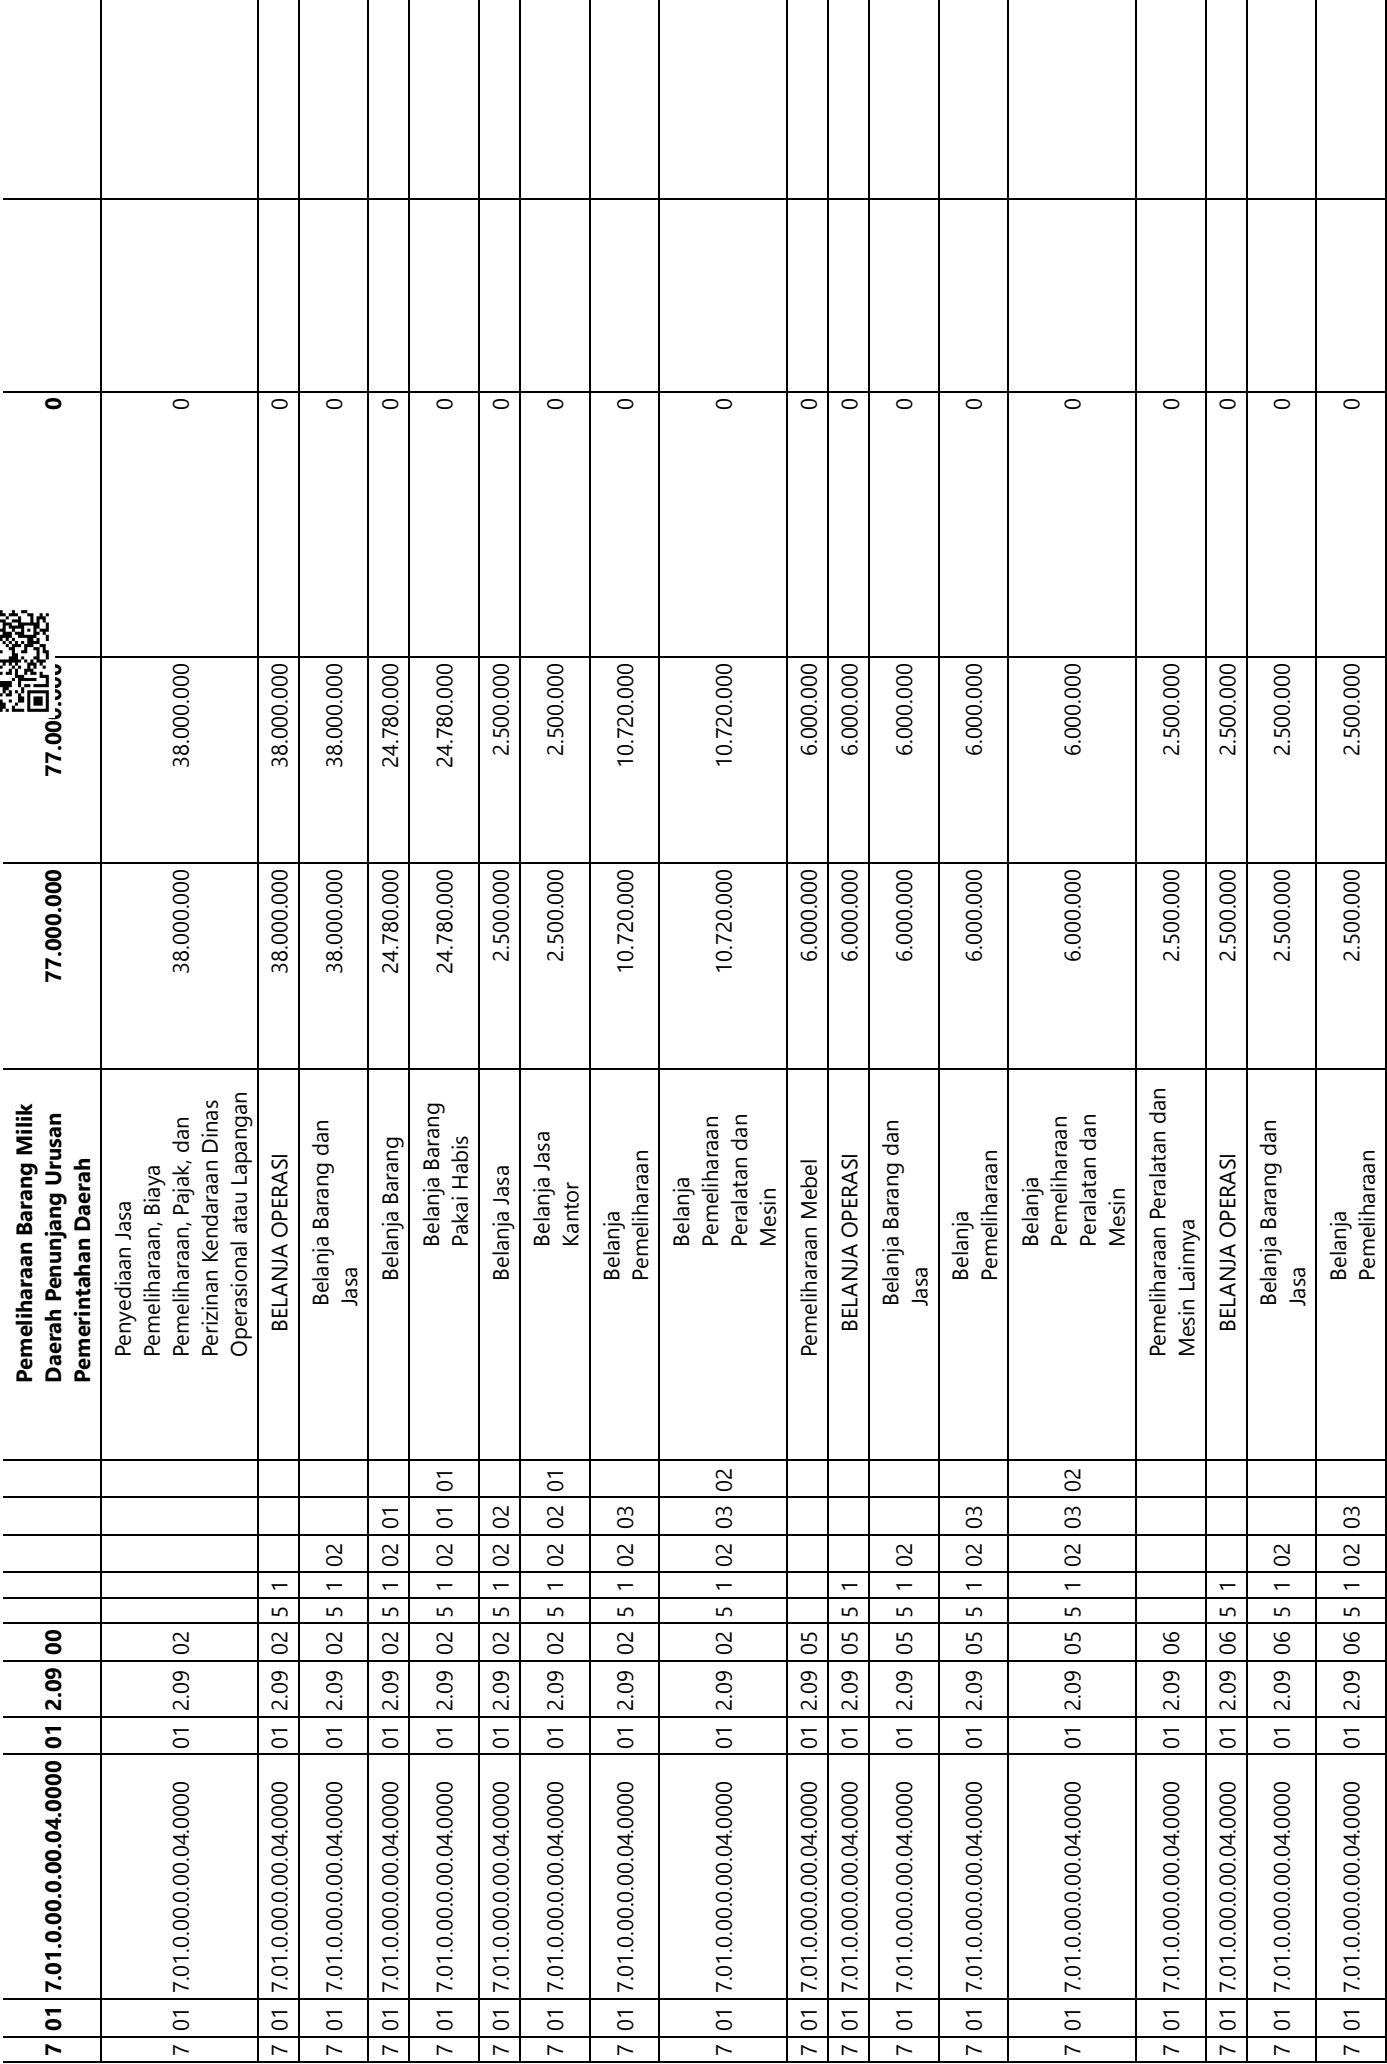 7 01 7.01.0.00.0.00.04.0000 01 2.09 00 Pemeliharaan Barang Milik
Daerah Penunjang Urusan
Pemerintahan Daerah 77.000.000 0
7 01 7.01.0.00.0.00.04.0000 01 2.09 02 Penyediaan Jasa
Pemeliharaan, Biaya
Pemeliharaan, Pajak, dan
Perizinan Kendaraan Dinas
Operasional atau Lapangan 38.000.000 38.000.000 0
7 01 7.01.0.00.0.00.04.0000 01 2.09 02 5 1 BELANJA OPERASI 38.000.000 38.000.000 0
7 01 7.01.0.00.0.00.04.0000 01 2.09 02 5 1 02 Belanja Barang dan
Jasa 38.000.000 38.000.000 0
7 01 7.01.0.00.0.00.04.0000 01 2.09 02 5 1 02 01 Belanja Barang 24.780.000 24.780.000 0
7 01 7.01.0.00.0.00.04.0000 01 2.09 02 5 1 02 01 01 Belanja Barang
Pakai Habis 24.780.000 24.780.000 0
7 01 7.01.0.00.0.00.04.0000 01 2.09 02 5 1 02 02 Belanja Jasa 2.500.000 2.500.000 0
7 01 7.01.0.00.0.00.04.0000 01 2.09 02 5 1 02 02 01 Belanja Jasa
Kantor 2.500.000 2.500.000 0
7 01 7.01.0.00.0.00.04.0000 01 2.09 02 5 1 02 03 Belanja
Pemeliharaan 10.720.000 10.720.000 0
7 01 7.01.0.00.0.00.04.0000 01 2.09 02 5 1 02 03 02 Belanja
Pemeliharaan
Peralatan dan
Mesin 10.720.000 10.720.000 0
7 01 7.01.0.00.0.00.04.0000 01 2.09 05 Pemeliharaan Mebel 6.000.000 6.000.000 0
7 01 7.01.0.00.0.00.04.0000 01 2.09 05 5 1 BELANJA OPERASI 6.000.000 6.000.000 0
7 01 7.01.0.00.0.00.04.0000 01 2.09 05 5 1 02 Belanja Barang dan
Jasa 6.000.000 6.000.000 0
7 01 7.01.0.00.0.00.04.0000 01 2.09 05 5 1 02 03 Belanja
Pemeliharaan 6.000.000 6.000.000 0
7 01 7.01.0.00.0.00.04.0000 01 2.09 05 5 1 02 03 02 Belanja
Pemeliharaan
Peralatan dan
Mesin 6.000.000 6.000.000 0
7 01 7.01.0.00.0.00.04.0000 01 2.09 06 Pemeliharaan Peralatan dan
Mesin Lainnya 2.500.000 2.500.000 0
7 01 7.01.0.00.0.00.04.0000 01 2.09 06 5 1 BELANJA OPERASI 2.500.000 2.500.000 0
7 01 7.01.0.00.0.00.04.0000 01 2.09 06 5 1 02 Belanja Barang dan
Jasa 2.500.000 2.500.000 0
7 01 7.01.0.00.0.00.04.0000 01 2.09 06 5 1 02 03 Belanja
Pemeliharaan 2.500.000 2.500.000 0